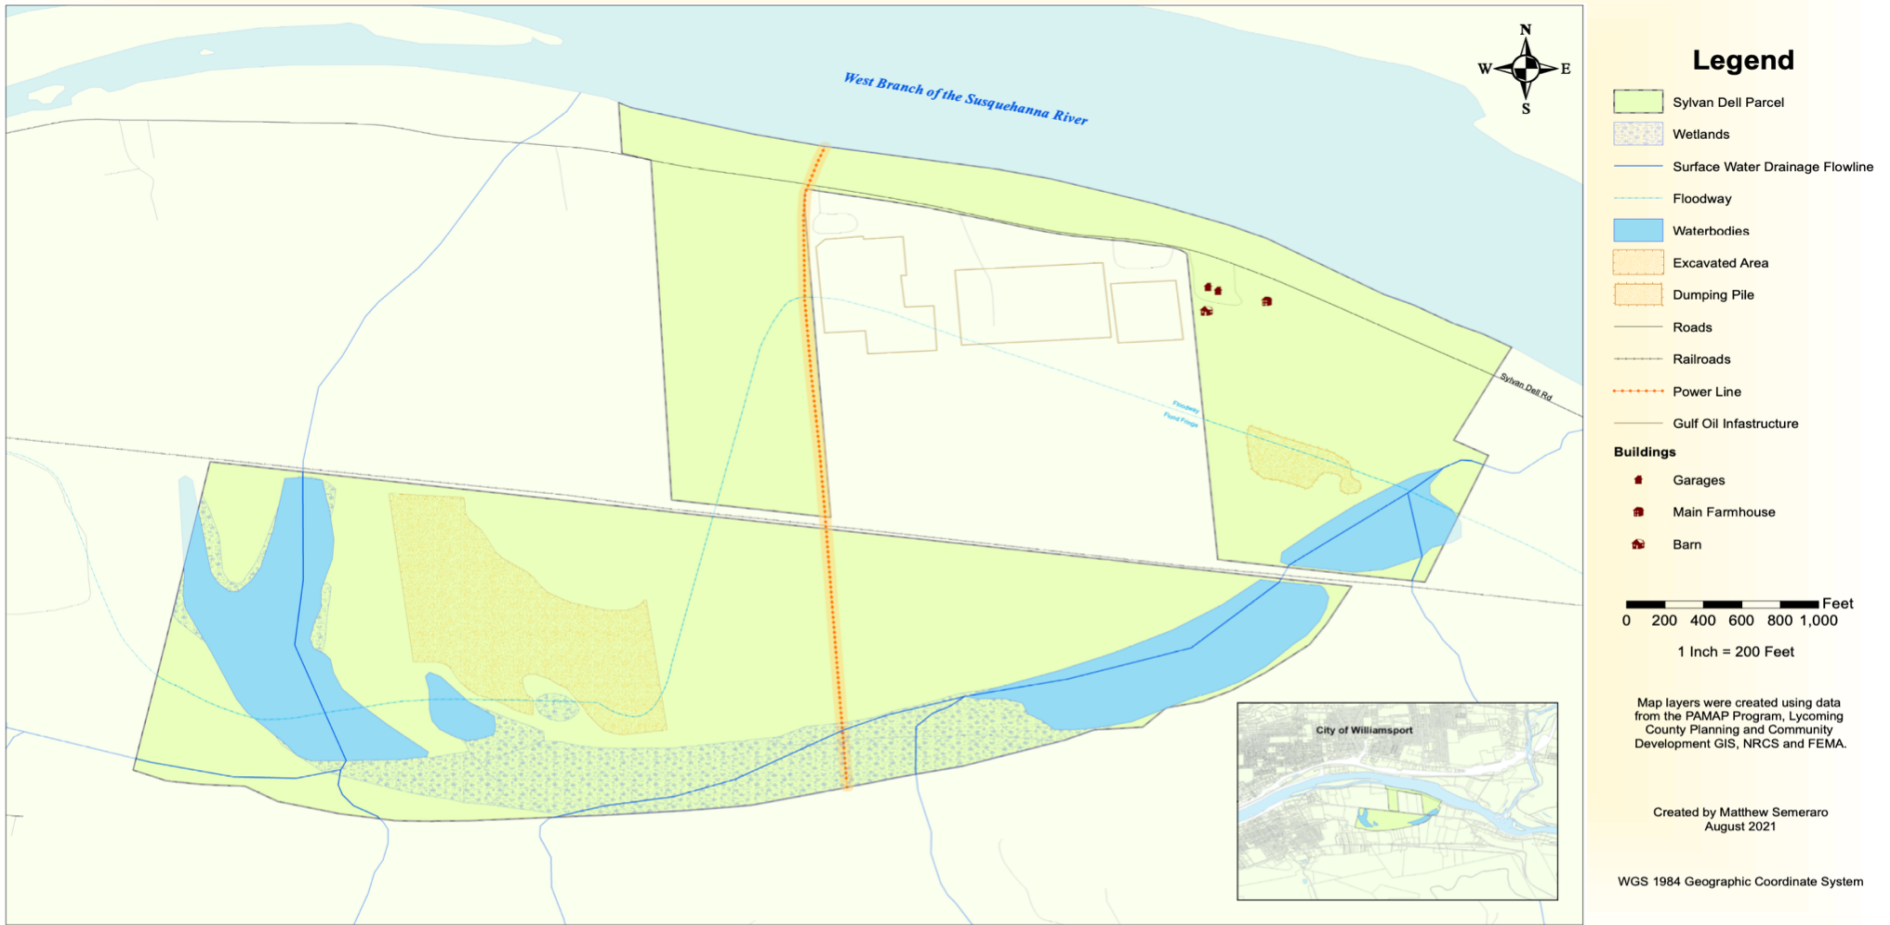 West Branch of the Susquehanna River
N
W
E
S
Sylvan Dell Rd
Floodway
Flood Fringe
City of Williamsport
Legend
Sylvan Dell Parcel
Wetlands
Surface Water Drainage Flowline
Floodway
Waterbodies
Excavated Area
Dumping Pile
Roads
Railroads
Power Line
Gulf Oil Infastructure
Buildings
Garages
Main Farmhouse
Barn
Feet
0 200 400 600 800 1,000
1 Inch = 200 Feet
Map layers were created using data
from the PAMAP Program, Lycoming
County Planning and Community
Development GIS, NRCS and FEMA.
Created by Matthew Semeraro
August 2021
WGS 1984 Geographic Coordinate System